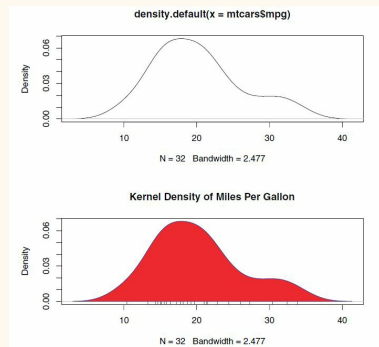 density.default(x = mtcars$mpg)
Density
0.00 0.03 0.06
10 20 30 40
N = 32 Bandwidth = 2.477
Kernel Density of Miles Per Gallon
Density
0.00 0.03 0.06
10 20 30 40
N = 32 Bandwidth = 2.477